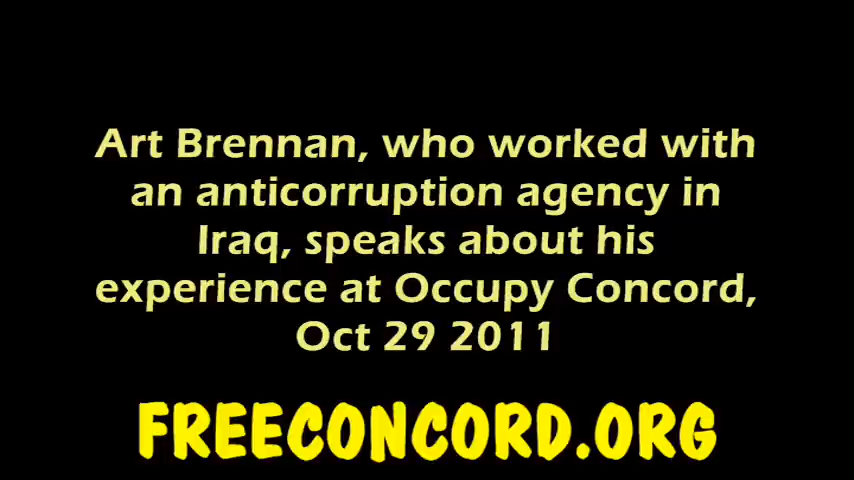 Art Brennan, who worked with
an anticorruption agency in
Iraq, speaks about his
experience at Occupy Concord,
Oct 29 2011
FREECONCORD.ORG